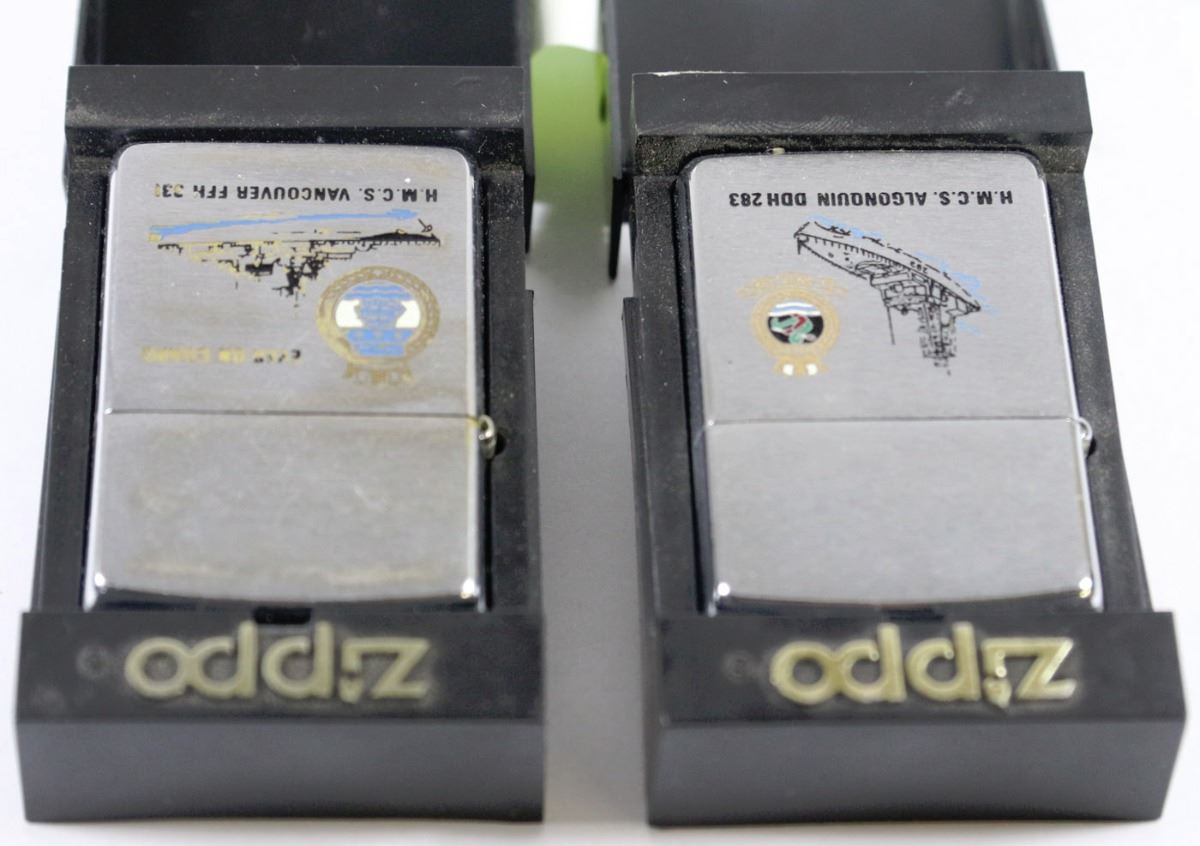 H.M.C.S. VANCOUVER FFH 331
H.M.C.S. ALGONQUIN DDH 283
zippo
zippo